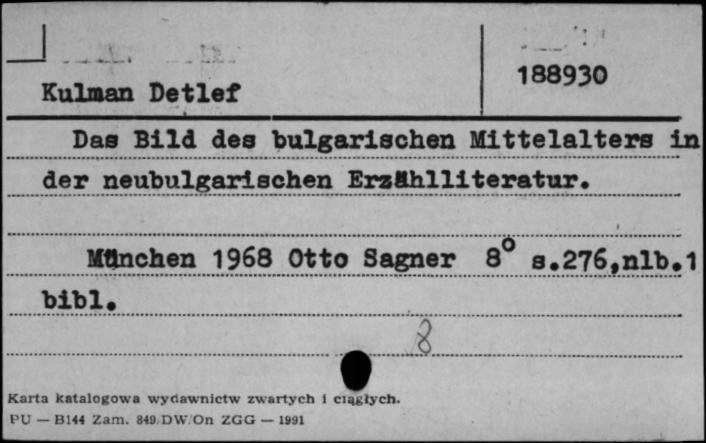 188930
Kulman Detlef
Das Bild des bulgarischen Mittelalters in
der neubulgarischen Erzählliteratur.
München 1968 Otto Sagner 8° s.276,nlb.1
bibl.
8
Karta katalogowa wydawnictw zwartych i ciągłych.
PU — B144 Zam. 849/DW/On ZGG — 1991